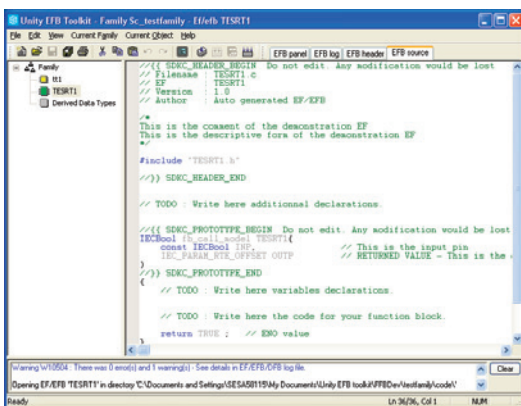 Unity EFB Toolkit - Family Sc_testfamily - Ef/efb TESRT1
File Edit View Current Family Current Object Help
EFB panel EFB log EFB header EFB source
Family
tt1
TESRT1
Derived Data Types
//{{ SDKC_HEADER_BEGIN Do not edit. Any modification would be lost
// Filename : TESRT1.c
// EF : TESRT1
// Version : 1.0
// Author : Auto generated EF/EFB
/*
This is the comment of the demonstration EF
This is the descriptive form of the demonstration EF
*/
#include "TESRT1.h"
//}} SDKC_HEADER_END
// TODO : Write here additionnal declarations.
//{{ SDKC_PROTOTYPE_BEGIN Do not edit. Any modification would be lost
IECBool fb_call_model TESRT1(
const IECBool INP, // This is the input pin
IEC_PARAM_RTE_OFFSET OUTP // RETURNED VALUE - This is the
)
//}} SDKC_PROTOTYPE_END
{
// TODO : Write here variables declarations.
// TODO : Write here the code for your function block.
return TRUE ; // ENO value
}
Warning W10504 : There was 0 error(s) and 1 warning(s) - See details in EF/EFB/DFB log file.
Clear
Opening EF/EFB 'TESRT1' in directory 'C:\Documents and Settings\SESA58115\My Documents\Unity EFB toolkit\FFBDev\testfamily\code\'
Ready
Ln 36/36, Col 1 NUM